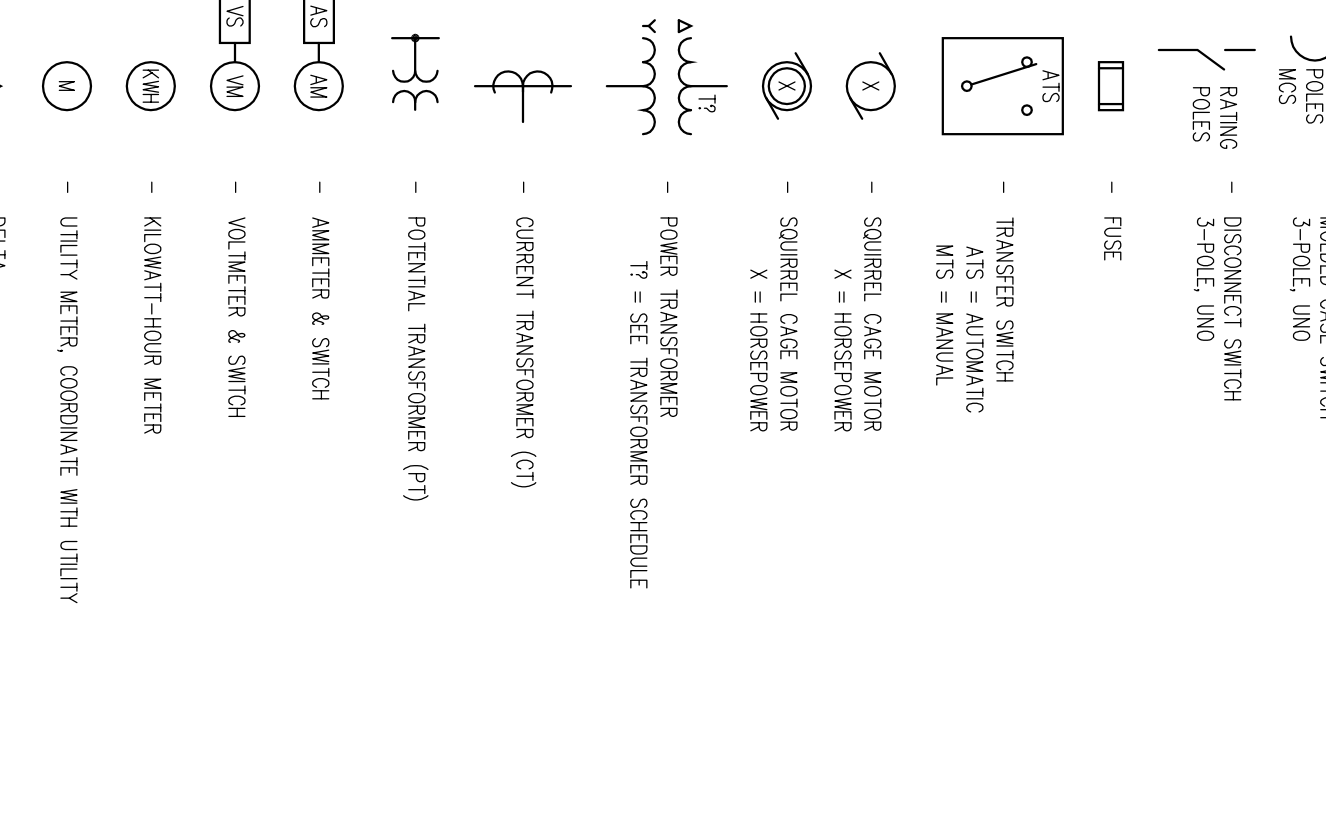 POLES
MCS
3-POLE, UNO
RATING
POLES
-
DISCONNECT SWITCH
3-POLE, UNO
-
FUSE
ATS
-
TRANSFER SWITCH
ATS = AUTOMATIC
MTS = MANUAL
X
-
SQUIRREL CAGE MOTOR
X = HORSEPOWER
X
-
SQUIRREL CAGE MOTOR
X = HORSEPOWER
T?
Δ
Y
-
POWER TRANSFORMER
T? = SEE TRANSFORMER SCHEDULE
-
CURRENT TRANSFORMER (CT)
-
POTENTIAL TRANSFORMER (PT)
AS
AM
-
AMMETER & SWITCH
VS
VM
-
VOLTMETER & SWITCH
KWH
-
KILOWATT-HOUR METER
M
-
UTILITY METER, COORDINATE WITH UTILITY